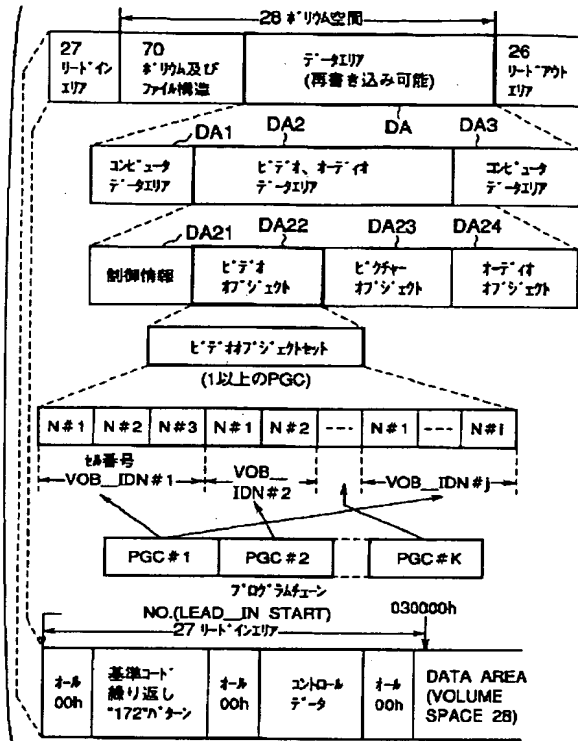 28 ボリウム空間
27
リードイン
エリア
70
ボリウム及び
ファイル構造
データエリア
(再書き込み可能)
26
リードアウト
エリア
DA1
DA2
DA
DA3
コンピュータ
データエリア
ビデオ、オーディオ
データエリア
コンピュータ
データエリア
DA21
DA22
DA23
DA24
制御情報
ビデオ
オブジェクト
ピクチャー
オブジェクト
オーディオ
オブジェクト
ビデオオブジェクトセット
(1以上のPGC)
N#1 N#2 N#3 N#1 N#2 --- N#1 --- N#i
セル番号
VOB_IDN#1
VOB_
IDN#2
VOB_IDN#j
PGC#1 PGC#2 PGC#K
プログラムチェーン
NO.(LEAD_IN START)
030000h
27 リードインエリア
オール
00h
基準コード
繰り返し
"172"パターン
オール
00h
コントロール
データ
オール
00h
DATA AREA
(VOLUME
SPACE 28)